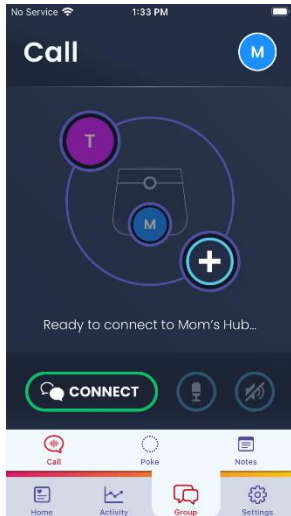 No Service 1:33 PM
Call
M
T
M
Ready to connect to Mom's Hub...
CONNECT
Call Poke Notes
Home Activity Group Settings